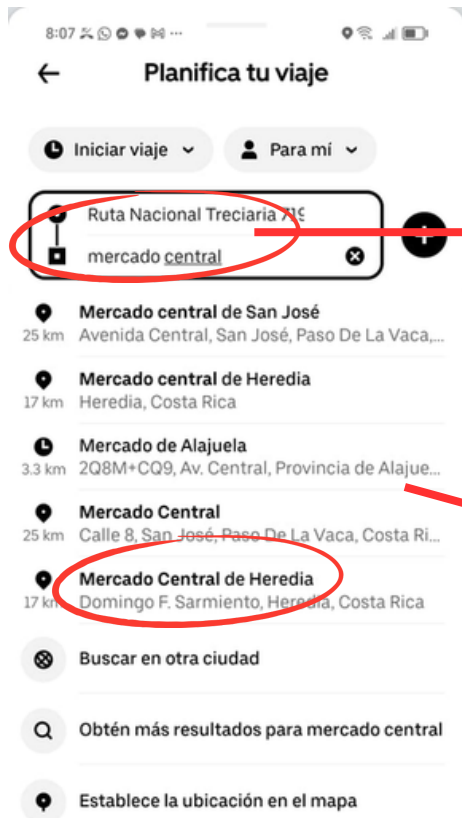 8:07
Planifica tu viaje
Iniciar viaje
Para mí
Ruta Nacional Treciaria 719
mercado central
Mercado central de San José
25 km Avenida Central, San José, Paso De La Vaca,...
Mercado central de Heredia
17 km Heredia, Costa Rica
Mercado de Alajuela
3.3 km 2Q8M+CQ9, Av. Central, Provincia de Alajue...
Mercado Central
25 km Calle 8, San José, Paso De La Vaca, Costa Ri...
Mercado Central de Heredia
17 km Domingo F. Sarmiento, Heredia, Costa Rica
Buscar en otra ciudad
Obtén más resultados para mercado central
Establece la ubicación en el mapa